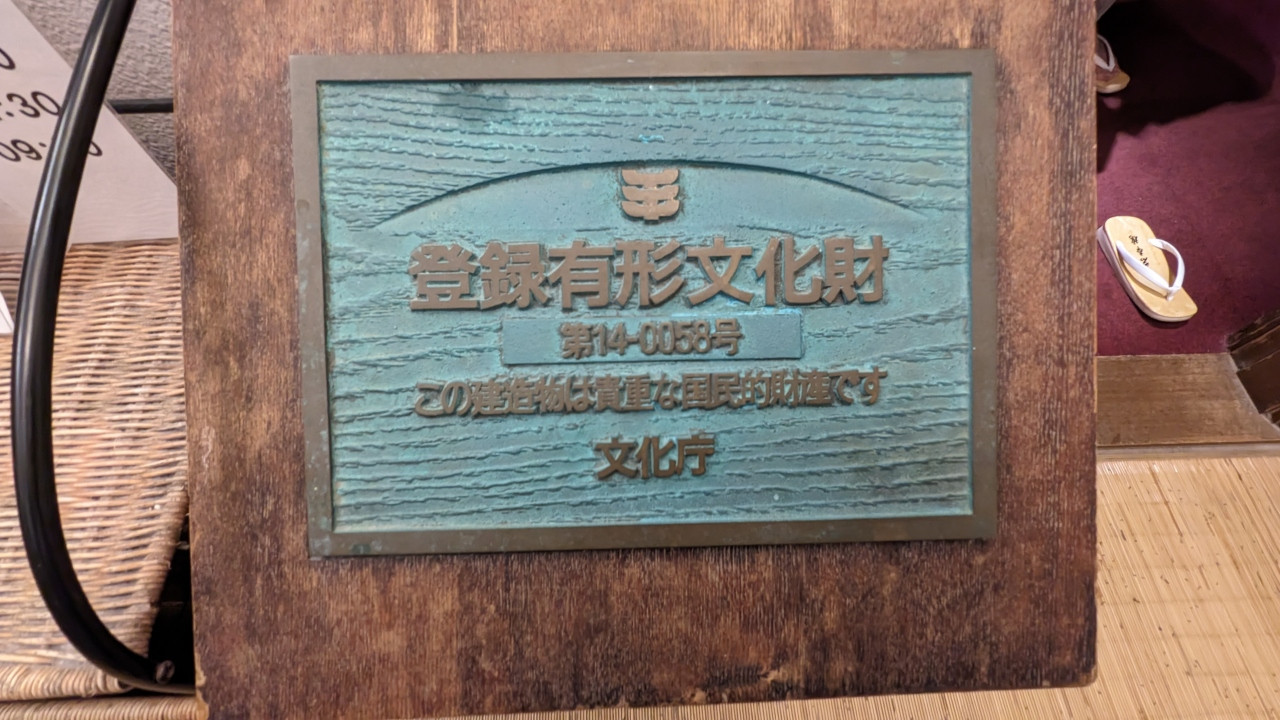 登録有形文化財
第14-0058号
この建造物は貴重な国民的財産です
文化庁